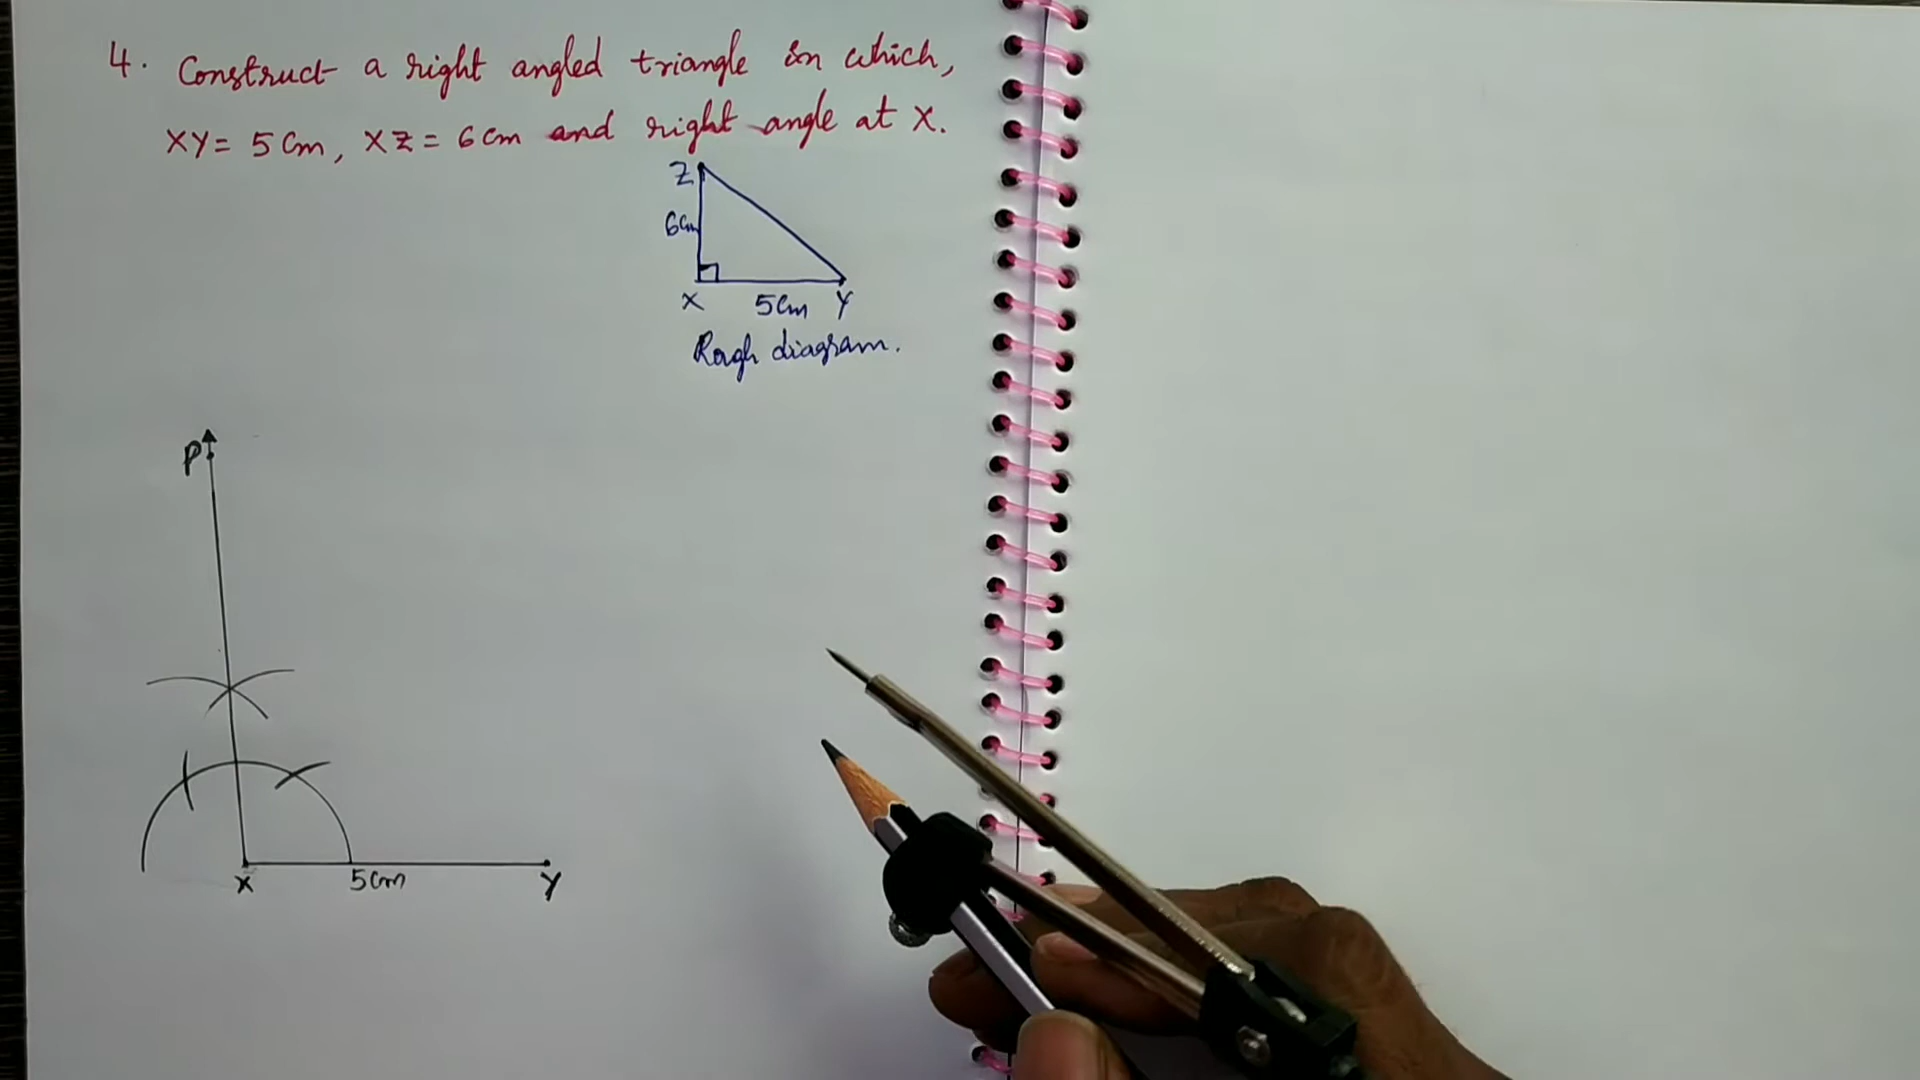 4. Construct a right angled triangle in which,
XY = 5 cm, XZ = 6 cm and right angle at X.
Z
6cm
X 5cm Y
Rough diagram.
P
X 5cm Y